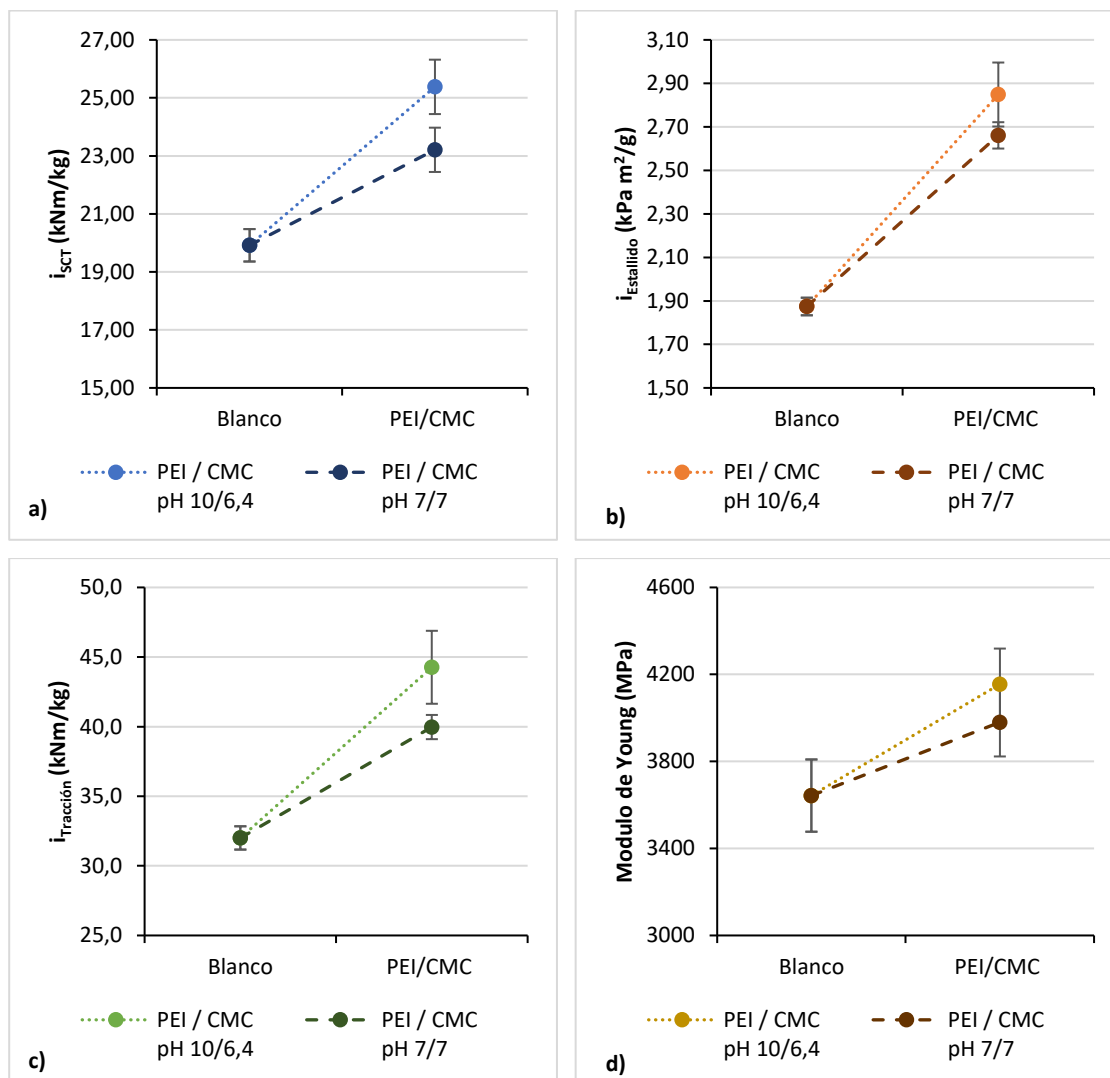 27,00
25,00
23,00
21,00
19,00
17,00
15,00
iSCT (kNm/kg)
Blanco PEI/CMC
PEI / CMC PEI / CMC
pH 10/6,4 pH 7/7
a)
3,10
2,90
2,70
2,50
2,30
2,10
1,90
1,70
1,50
iEstallido (kPa m²/g)
Blanco PEI/CMC
PEI / CMC PEI / CMC
pH 10/6,4 pH 7/7
b)
50,0
45,0
40,0
35,0
30,0
25,0
iTracción (kNm/kg)
Blanco PEI/CMC
PEI / CMC PEI / CMC
pH 10/6,4 pH 7/7
c)
4600
4200
3800
3400
3000
Modulo de Young (MPa)
Blanco PEI/CMC
PEI / CMC PEI / CMC
pH 10/6,4 pH 7/7
d)